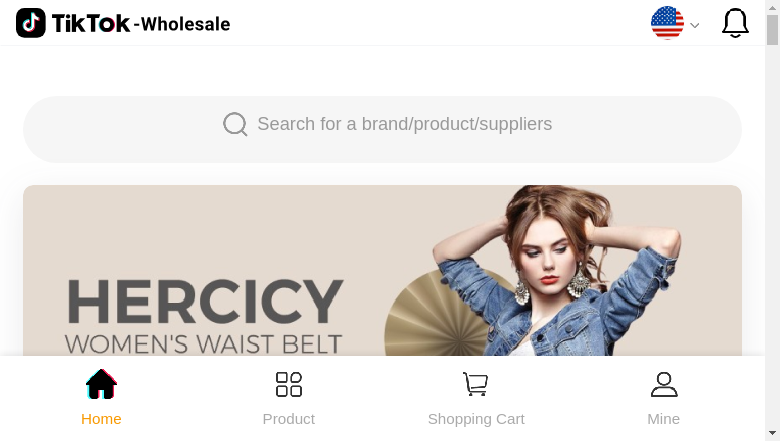 TikTok-Wholesale
Search for a brand/product/suppliers
HERCICY
WOMEN'S WAIST BELT
Home
Product
Shopping Cart
Mine